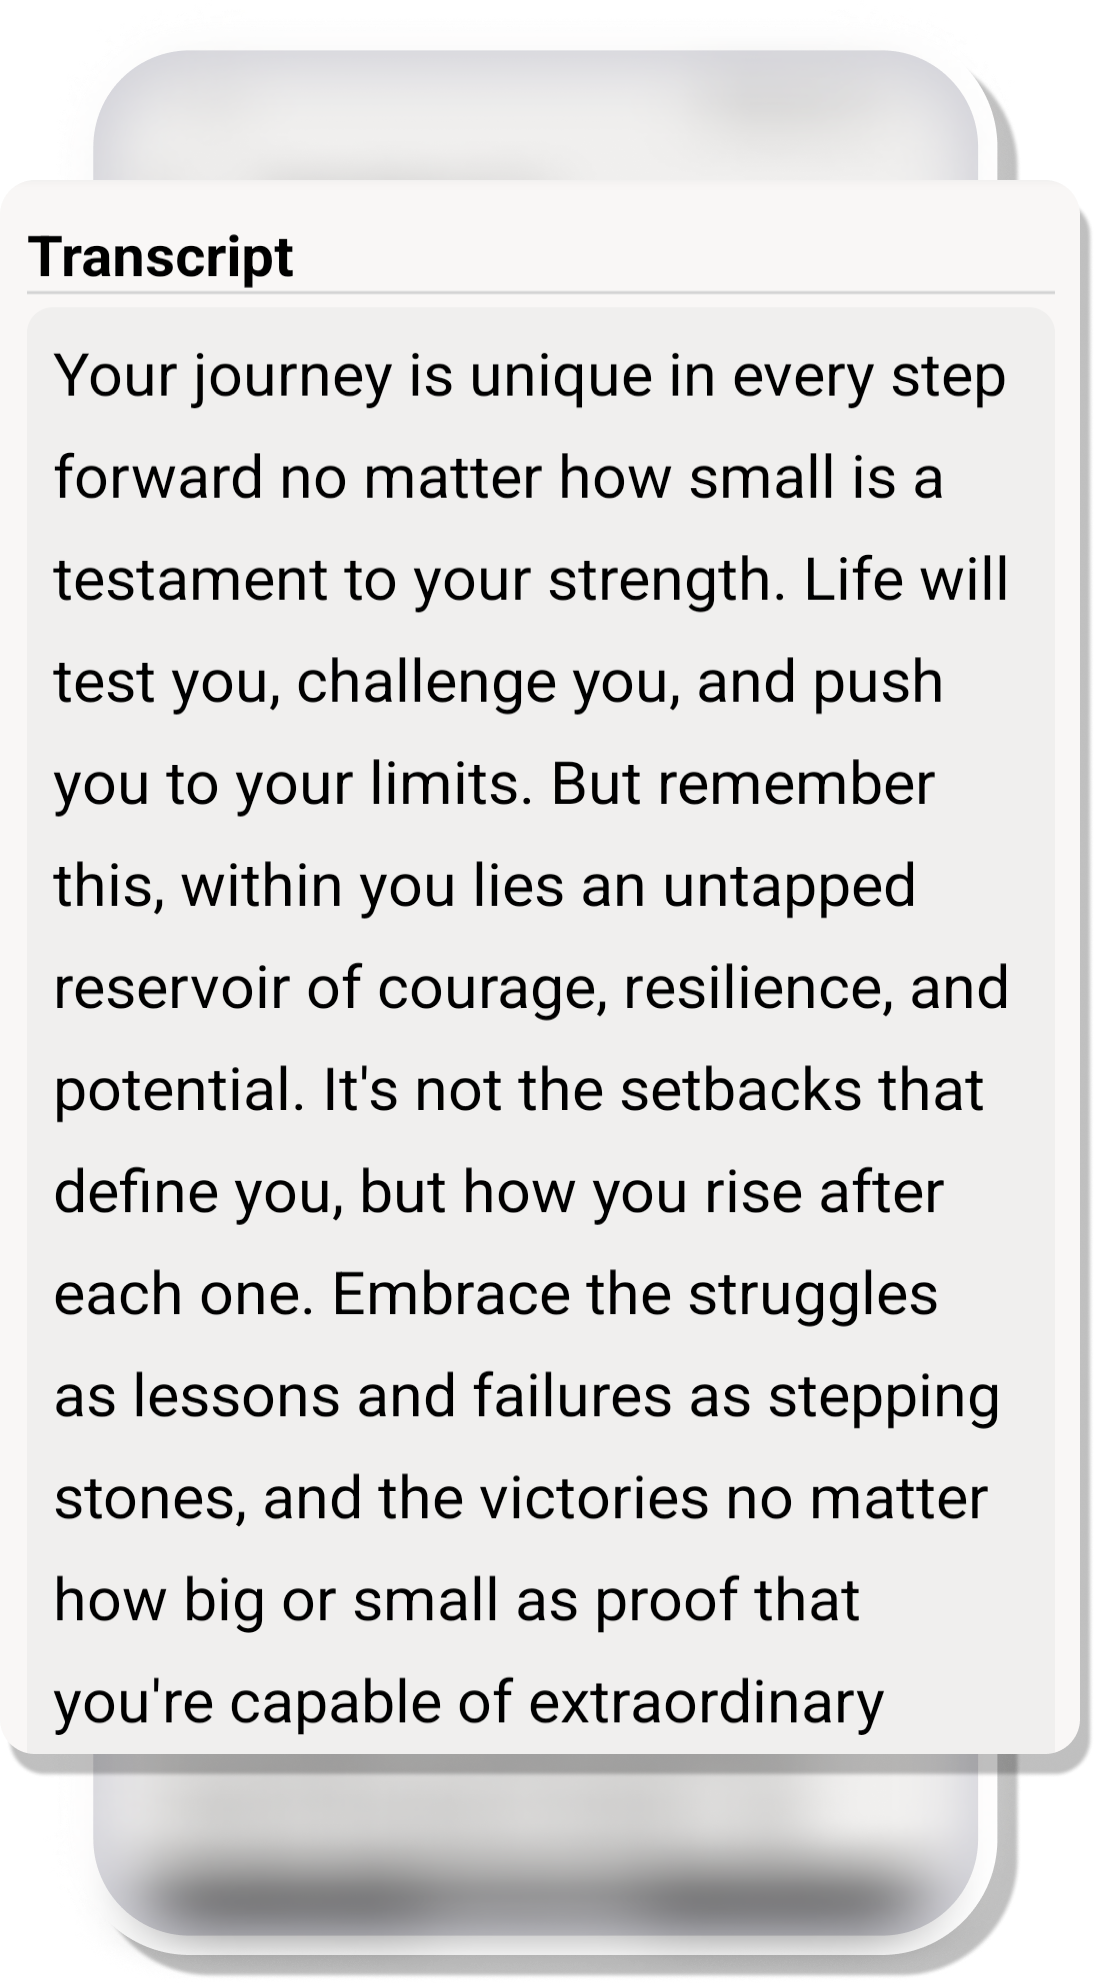 Transcript
Your journey is unique in every step
forward no matter how small is a
testament to your strength. Life will
test you, challenge you, and push
you to your limits. But remember
this, within you lies an untapped
reservoir of courage, resilience, and
potential. It's not the setbacks that
define you, but how you rise after
each one. Embrace the struggles
as lessons and failures as stepping
stones, and the victories no matter
how big or small as proof that
you're capable of extraordinary